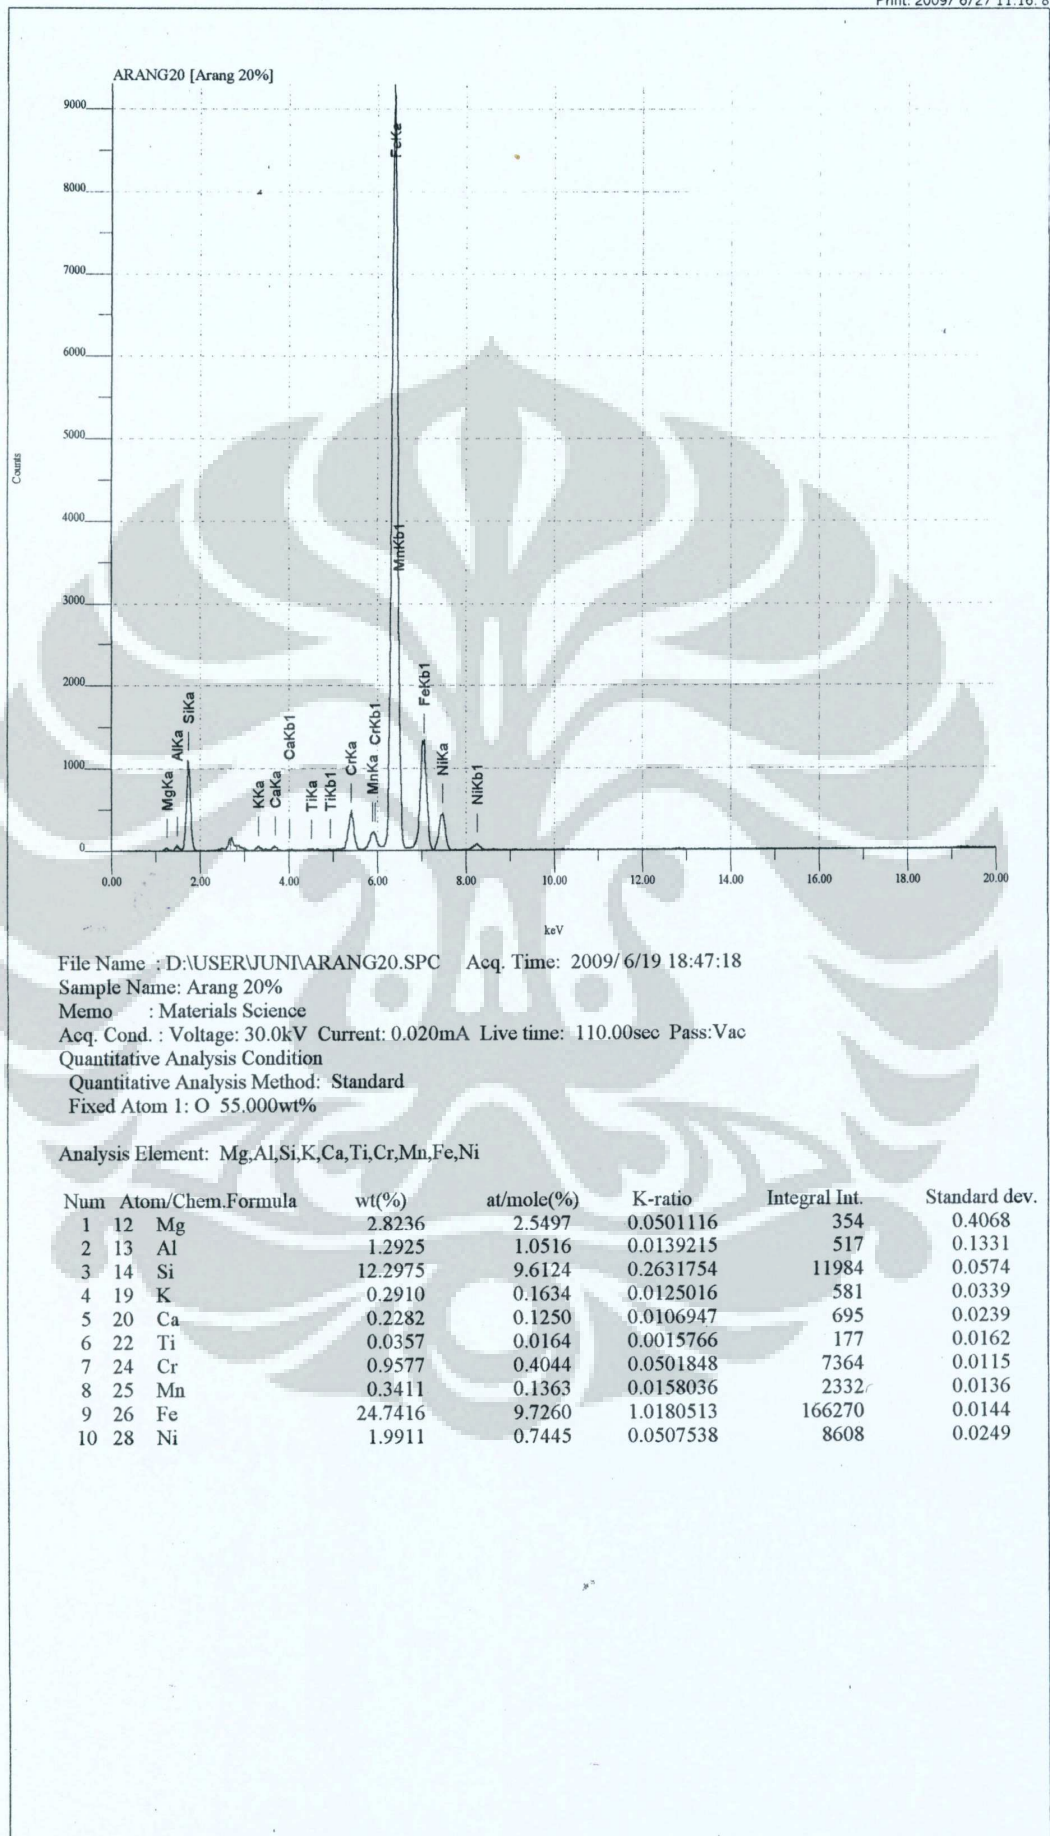 Print: 2009/ 6/27 11:16: 8
ARANG20 [Arang 20%]
9000
8000
7000
6000
5000
4000
3000
2000
1000
0
Counts
MgKa
AlKa
SiKa
KKa
CaKa
CaKb1
TiKa
TiKb1
CrKa
MnKa
CrKb1
FeKa
MnKb1
FeKb1
NiKa
NiKb1
0.00 2.00 4.00 6.00 8.00 10.00 12.00 14.00 16.00 18.00 20.00
keV
File Name : D:\USER\JUNI\ARANG20.SPC Acq. Time: 2009/ 6/19 18:47:18
Sample Name: Arang 20%
Memo : Materials Science
Acq. Cond. : Voltage: 30.0kV Current: 0.020mA Live time: 110.00sec Pass:Vac
Quantitative Analysis Condition
Quantitative Analysis Method: Standard
Fixed Atom 1: O 55.000wt%
Analysis Element: Mg,Al,Si,K,Ca,Ti,Cr,Mn,Fe,Ni
Num Atom/Chem.Formula wt(%) at/mole(%) K-ratio Integral Int. Standard dev.
1 12 Mg 2.8236 2.5497 0.0501116 354 0.4068
2 13 Al 1.2925 1.0516 0.0139215 517 0.1331
3 14 Si 12.2975 9.6124 0.2631754 11984 0.0574
4 19 K 0.2910 0.1634 0.0125016 581 0.0339
5 20 Ca 0.2282 0.1250 0.0106947 695 0.0239
6 22 Ti 0.0357 0.0164 0.0015766 177 0.0162
7 24 Cr 0.9577 0.4044 0.0501848 7364 0.0115
8 25 Mn 0.3411 0.1363 0.0158036 2332 0.0136
9 26 Fe 24.7416 9.7260 1.0180513 166270 0.0144
10 28 Ni 1.9911 0.7445 0.0507538 8608 0.0249